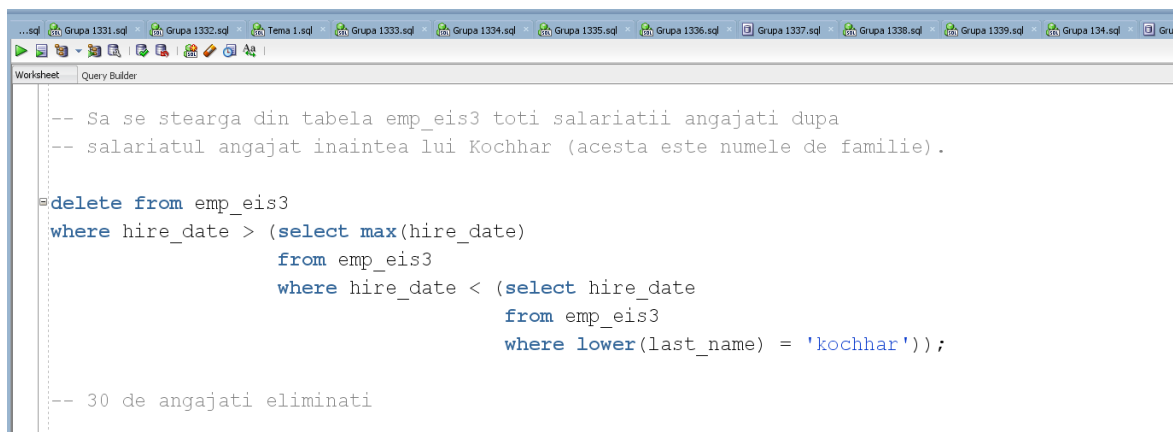 ...sql Grupa 1331.sql Grupa 1332.sql Tema 1.sql Grupa 1333.sql Grupa 1334.sql Grupa 1335.sql Grupa 1336.sql Grupa 1337.sql Grupa 1338.sql Grupa 1339.sql Grupa 134.sql Gru
Worksheet Query Builder
-- Sa se stearga din tabela emp_eis3 toti salariatii angajati dupa
-- salariatul angajat inaintea lui Kochhar (acesta este numele de familie).
delete from emp_eis3
where hire_date > (select max(hire_date)
from emp_eis3
where hire_date < (select hire_date
from emp_eis3
where lower(last_name) = 'kochhar'));
-- 30 de angajati eliminati